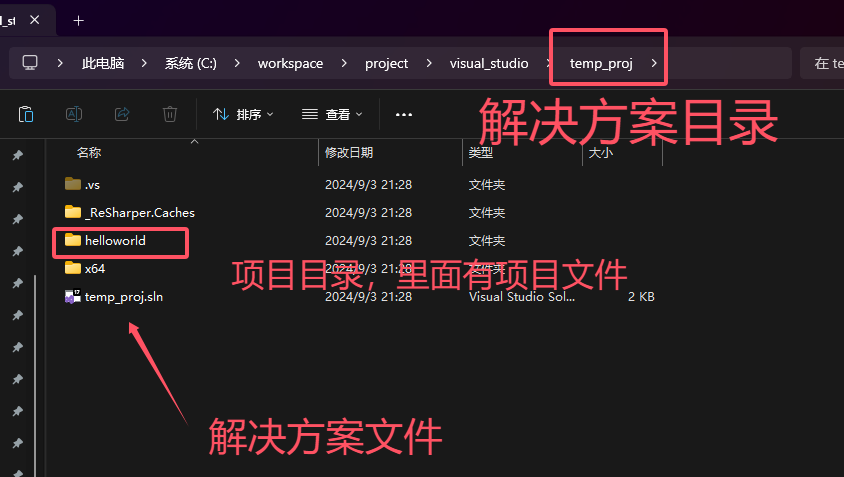 l_st
此电脑 系统 (C:) workspace project visual_studio temp_proj 在 te
排序 查看
解决方案目录
名称 修改日期 类型 大小
.vs 2024/9/3 21:28 文件夹
_ReSharper.Caches 2024/9/3 21:28 文件夹
helloworld 2024/9/3 21:28 文件夹
x64 2024/9/3 21:28 文件夹
项目目录，里面有项目文件
temp_proj.sln 2024/9/3 21:28 Visual Studio Sol... 2 KB
解决方案文件